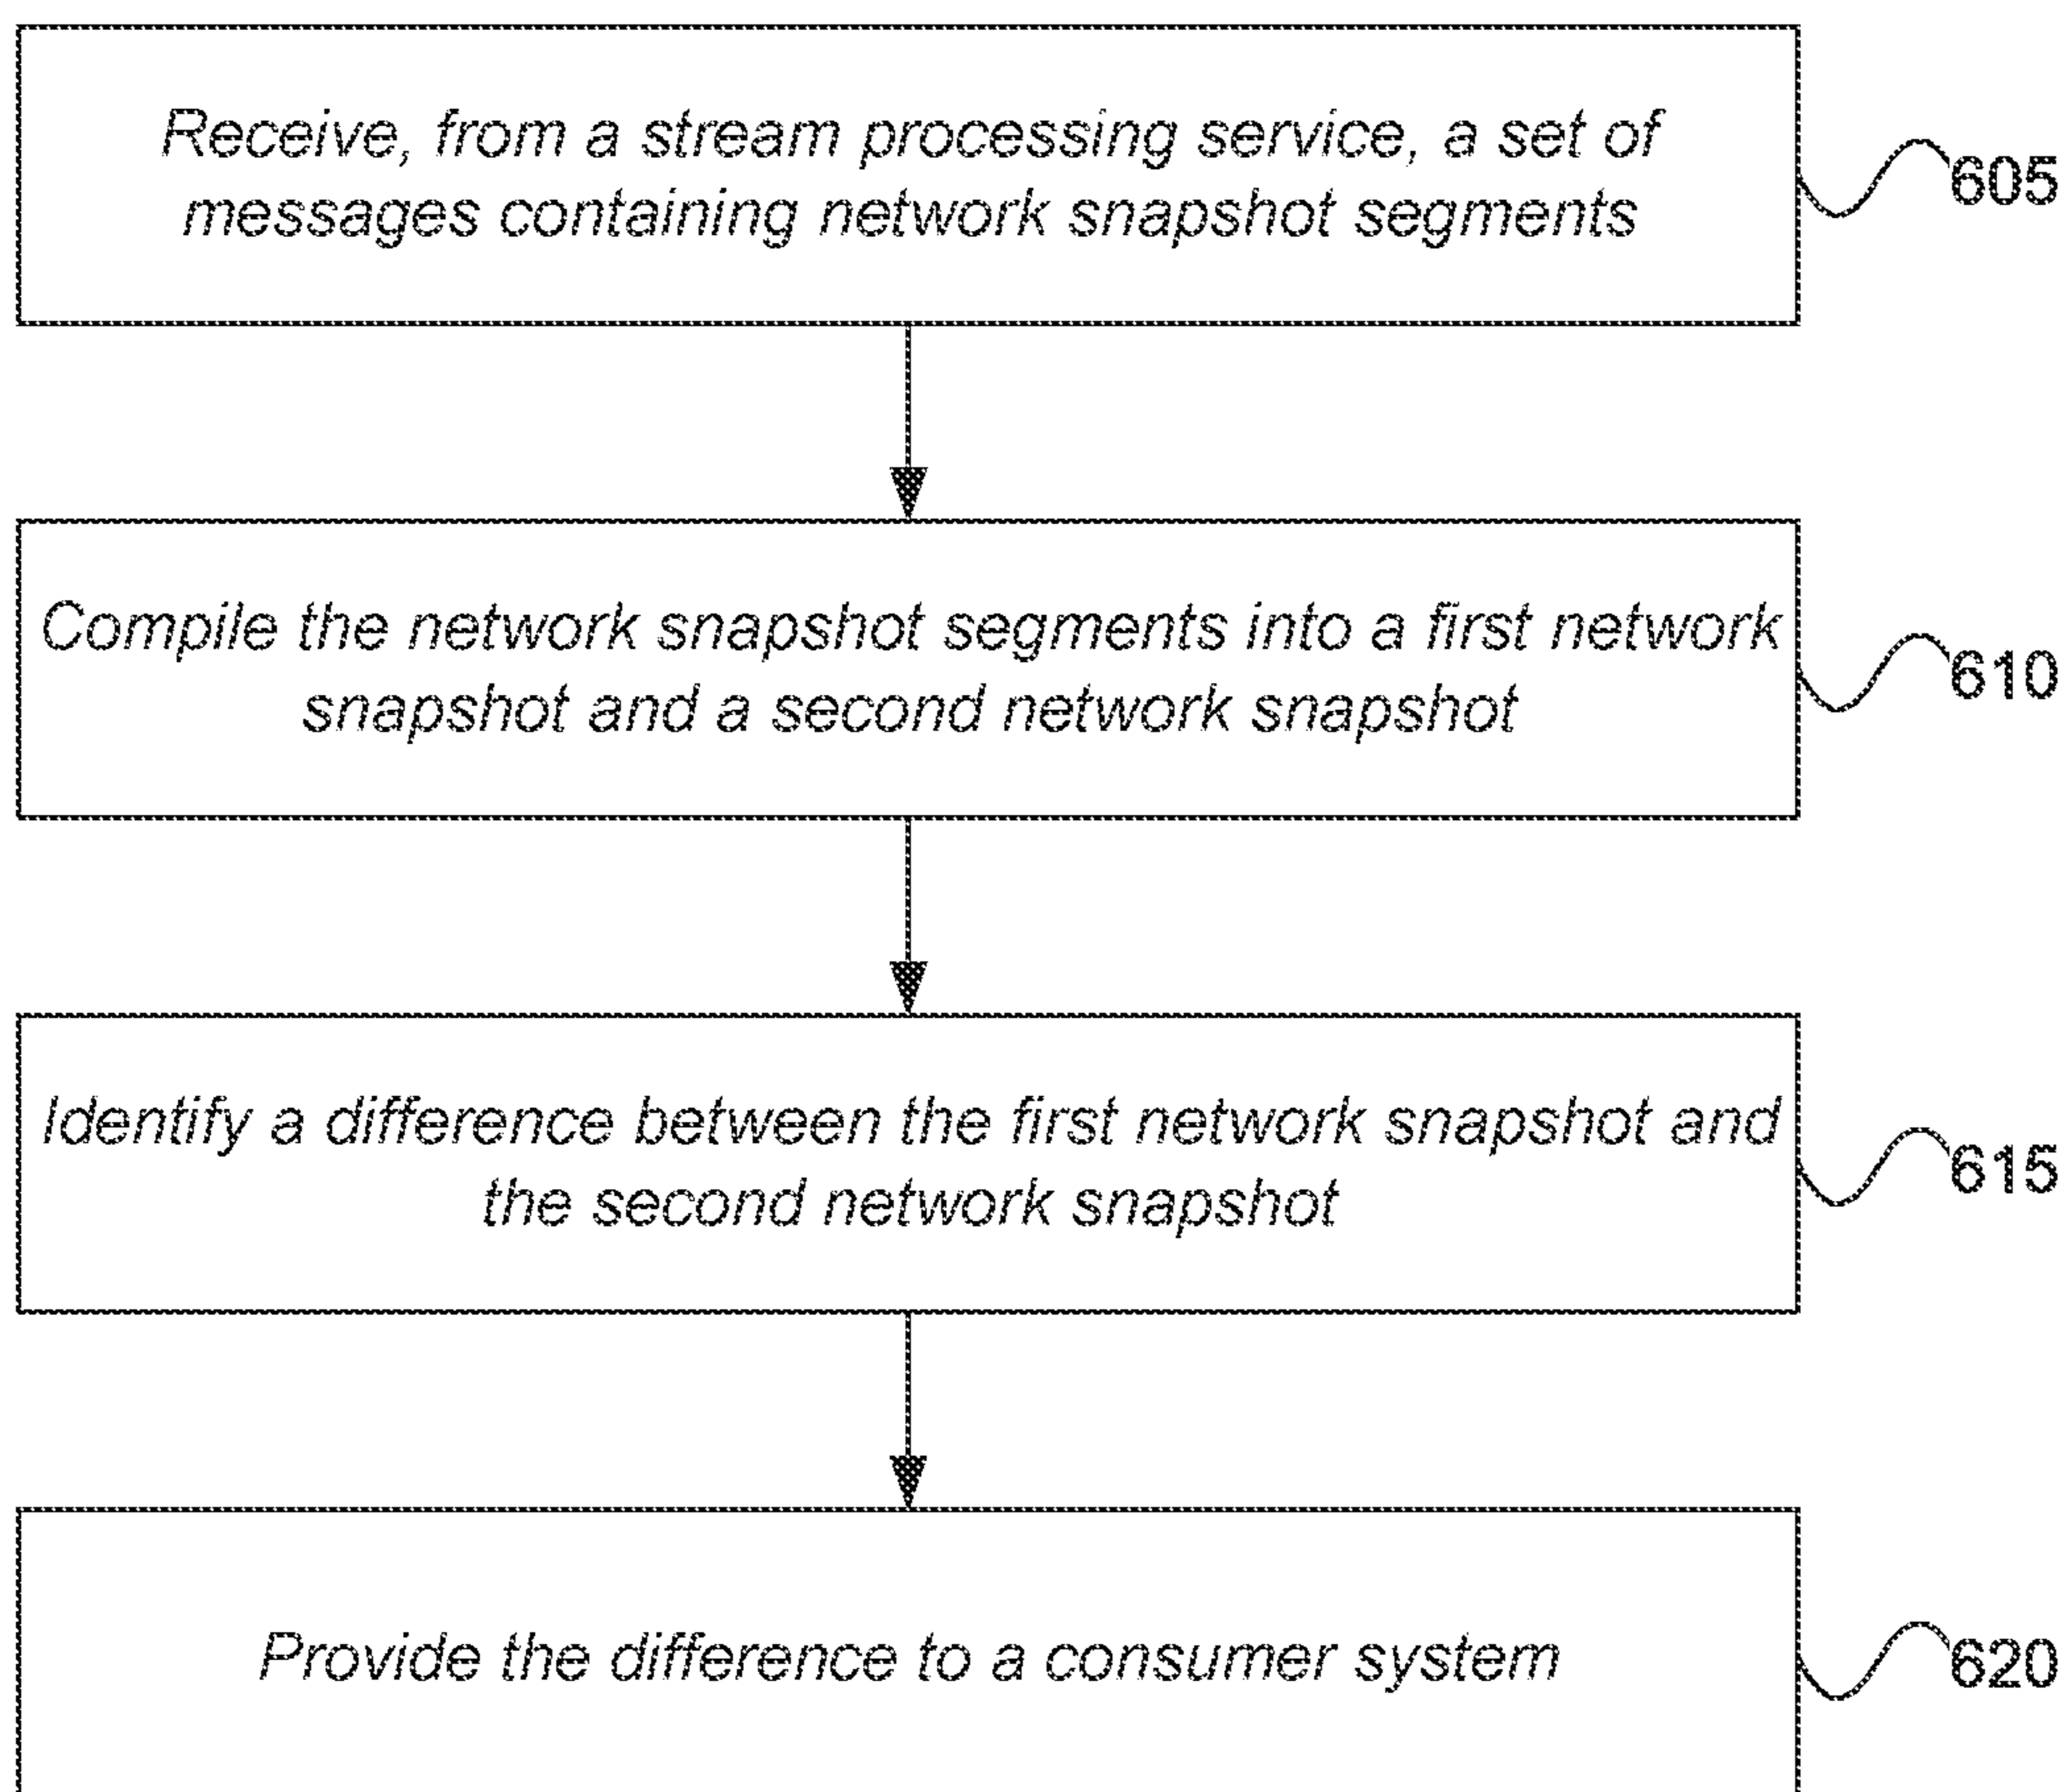 Receive, from a stream processing service, a set of
messages containing network snapshot segments
605
Compile the network snapshot segments into a first network
snapshot and a second network snapshot
610
Identify a difference between the first network snapshot and
the second network snapshot
615
Provide the difference to a consumer system
620